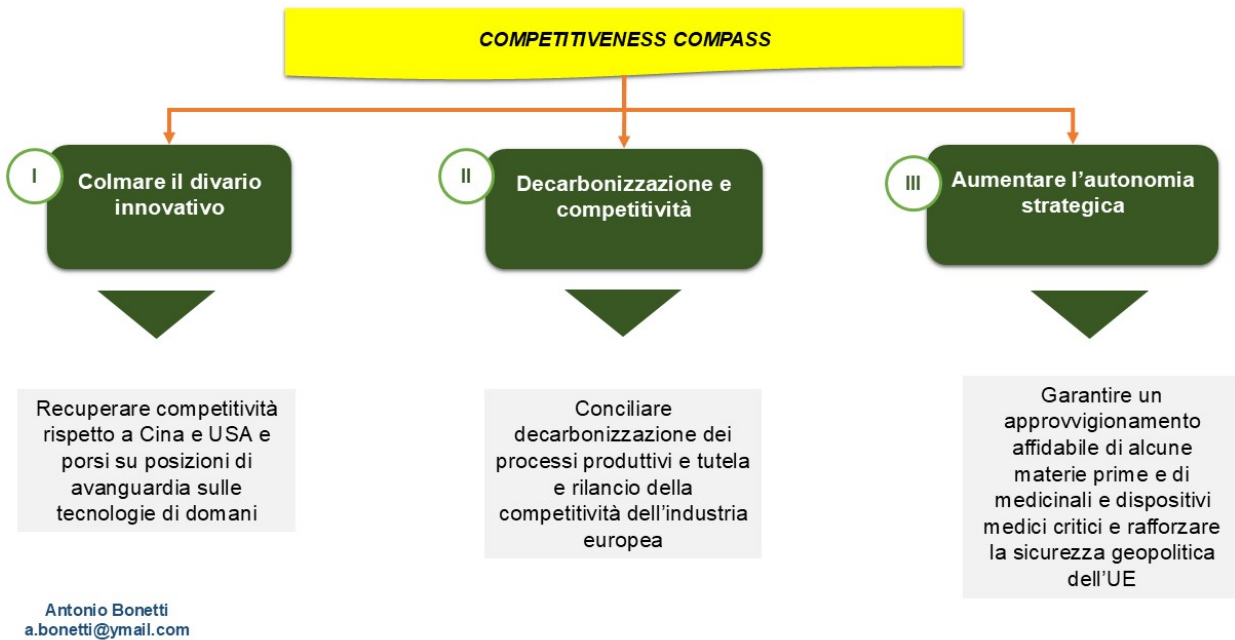 COMPETITIVENESS COMPASS
I
Colmare il divario
innovativo
II
Decarbonizzazione e
competitività
III
Aumentare l’autonomia
strategica
Recuperare competitività
rispetto a Cina e USA e
porsi su posizioni di
avanguardia sulle
tecnologie di domani
Conciliare
decarbonizzazione dei
processi produttivi e tutela
e rilancio della
competitività dell’industria
europea
Garantire un
approvvigionamento
affidabile di alcune
materie prime e di
medicinali e dispositivi
medici critici e rafforzare
la sicurezza geopolitica
dell’UE
Antonio Bonetti
a.bonetti@ymail.com